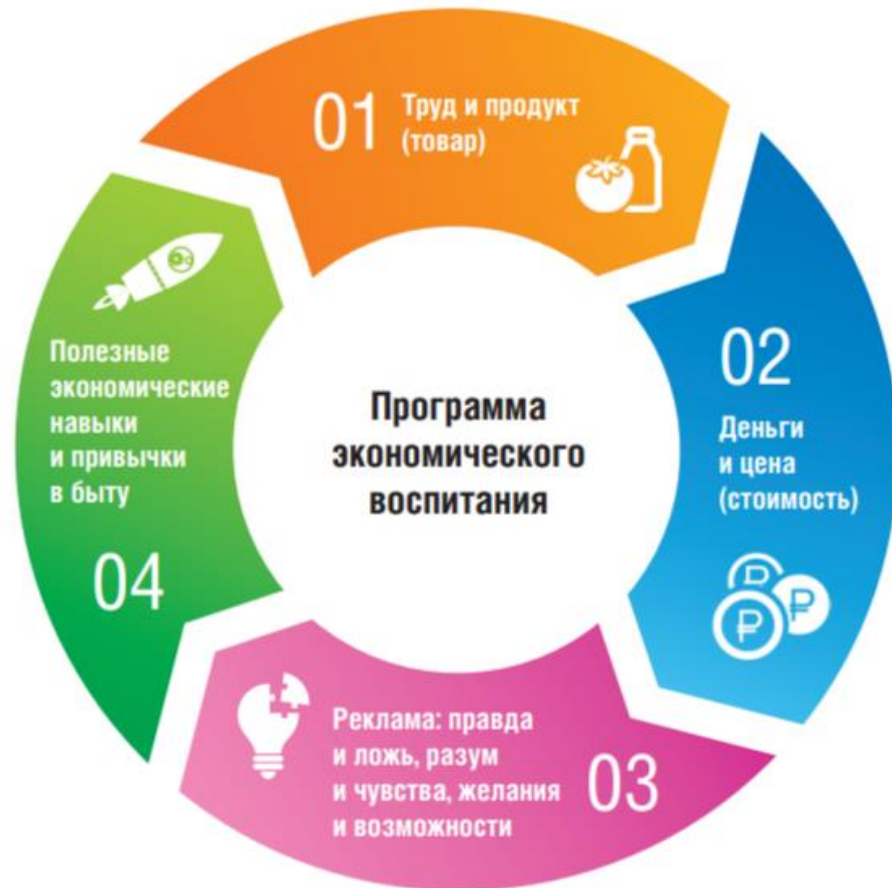 01
Труд и продукт
(товар)
02
Деньги
и цена
(стоимость)
Реклама: правда
и ложь, разум
и чувства, желания
и возможности
03
Полезные
экономические
навыки
и привычки
в быту
04
Программа
экономического
воспитания